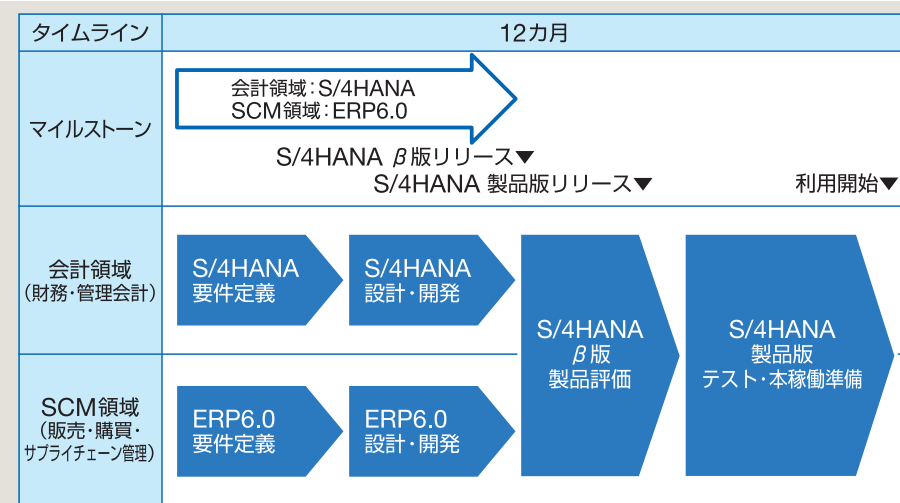 タイムライン
12カ月
マイルストーン
会計領域:S/4HANA
SCM領域:ERP6.0
S/4HANA β版リリース▼
S/4HANA 製品版リリース▼
利用開始▼
会計領域
(財務・管理会計)
S/4HANA
要件定義
S/4HANA
設計・開発
S/4HANA
β版
製品評価
S/4HANA
製品版
テスト・本稼働準備
SCM領域
(販売・購買・
サプライチェーン管理)
ERP6.0
要件定義
ERP6.0
設計・開発